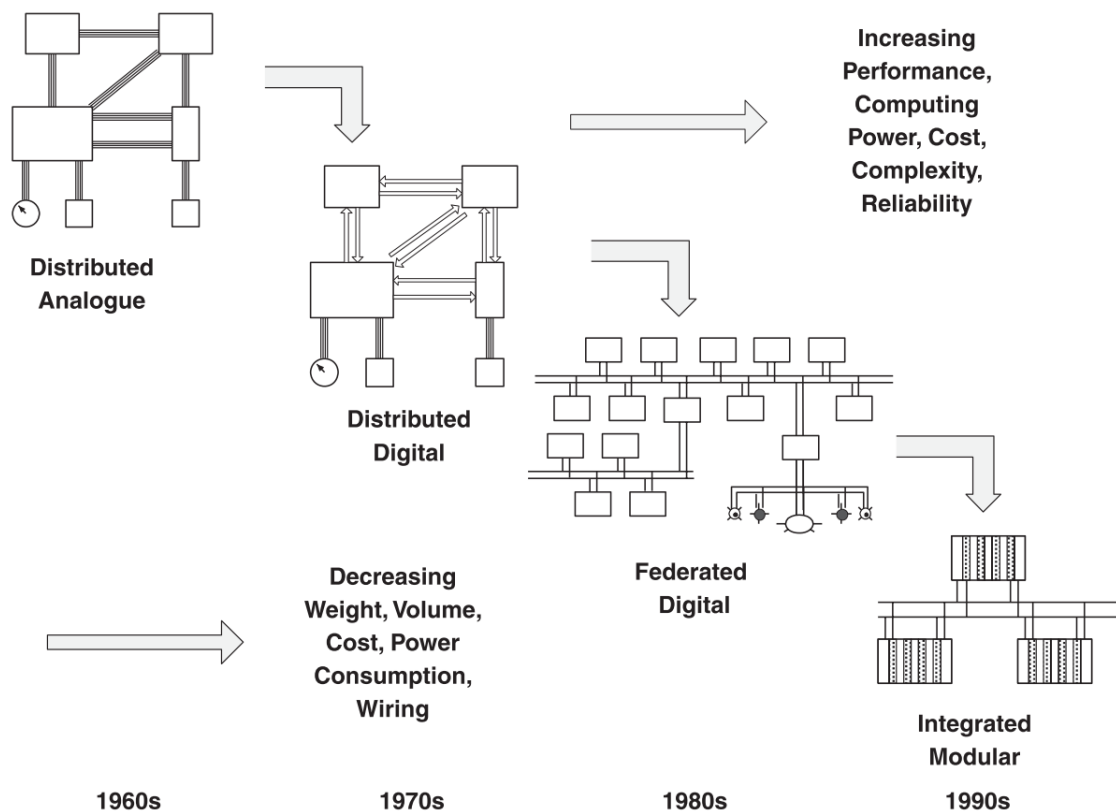 Increasing
Performance,
Computing
Power, Cost,
Complexity,
Reliability
Distributed
Analogue
Distributed
Digital
Decreasing
Weight, Volume,
Cost, Power
Consumption,
Wiring
Federated
Digital
Integrated
Modular
1960s
1970s
1980s
1990s